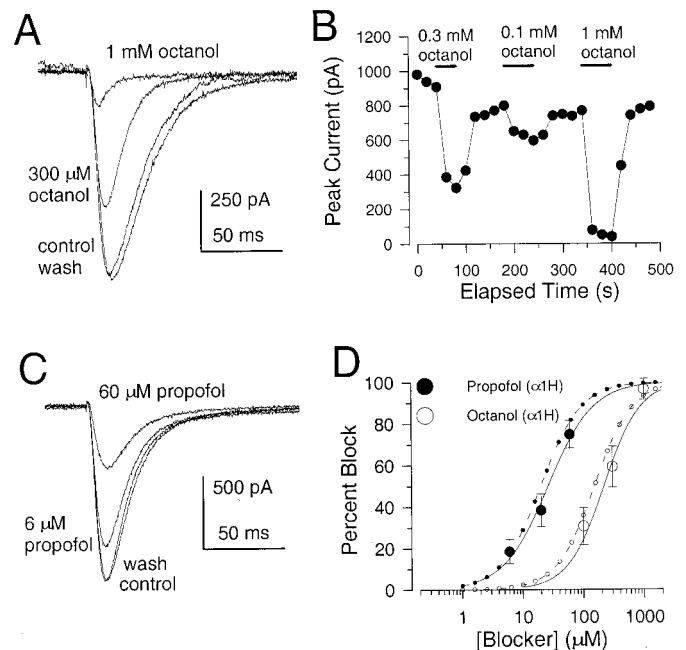 A
1 mM octanol
300 μM
octanol
control
wash
250 pA
50 ms
B
0.3 mM
octanol
0.1 mM
octanol
1 mM
octanol
1200
1000
800
600
400
200
0
Peak Current (pA)
0 100 200 300 400 500
Elapsed Time (s)
C
60 μM propofol
6 μM
propofol
wash
control
500 pA
50 ms
D
Propofol (α1H)
Octanol (α1H)
100
80
60
40
20
0
Percent Block
1 10 100 1000
[Blocker] (μM)